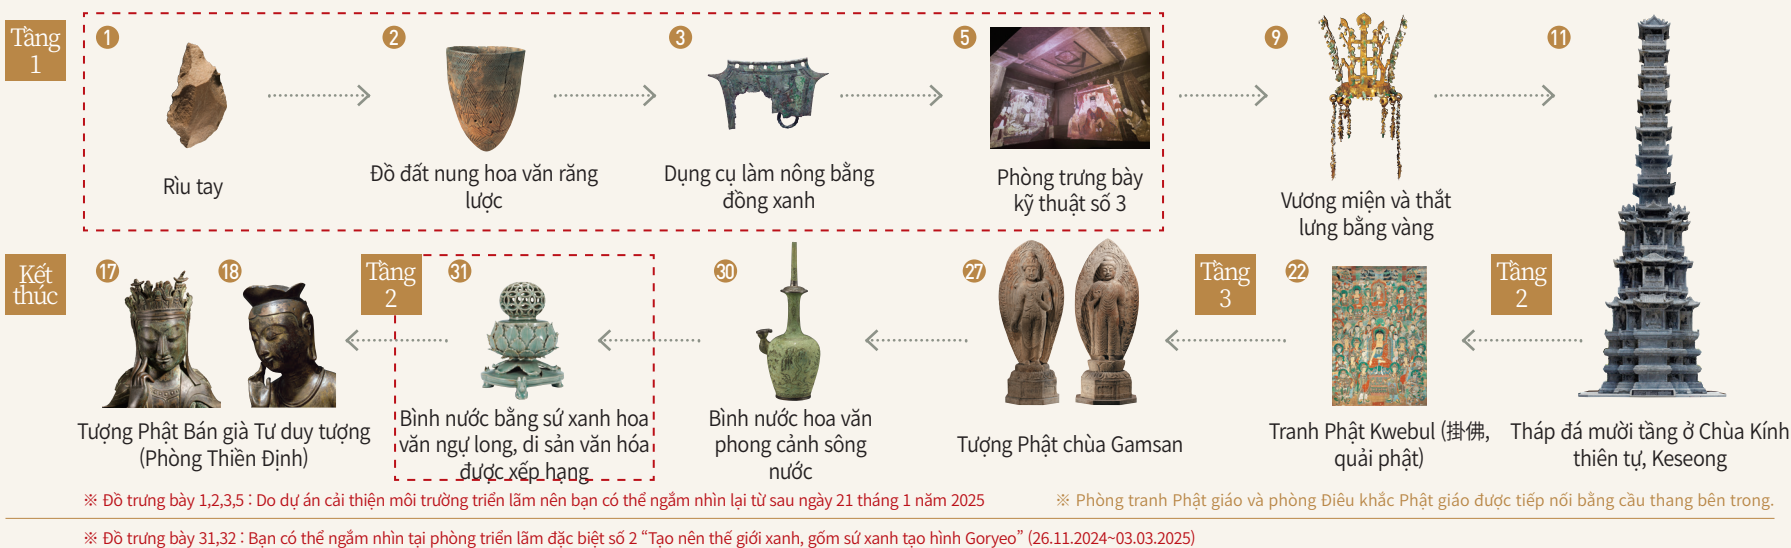 Tầng
1
1
2
3
5
9
11
Rìu tay
Đồ đất nung hoa văn răng
lược
Dụng cụ làm nông bằng
đồng xanh
Phòng trưng bày
kỹ thuật số 3
Vương miện và thắt
lưng bằng vàng
Kết
thúc
17
18
Tầng
2
31
30
27
Tầng
3
22
Tầng
2
Tượng Phật Bán già Tư duy tượng
(Phòng Thiền Định)
Bình nước bằng sứ xanh hoa
văn ngự long, di sản văn hóa
được xếp hạng
Bình nước hoa văn
phong cảnh sông
nước
Tượng Phật chùa Gamsan
Tranh Phật Kwebul (掛佛,
quải phật)
Tháp đá mười tầng ở Chùa Kính
thiên tự, Keseong
※ Đồ trưng bày 1,2,3,5 : Do dự án cải thiện môi trường triển lãm nên bạn có thể ngắm nhìn lại từ sau ngày 21 tháng 1 năm 2025
※ Phòng tranh Phật giáo và phòng Điêu khắc Phật giáo được tiếp nối bằng cầu thang bên trong.
※ Đồ trưng bày 31,32 : Bạn có thể ngắm nhìn tại phòng triển lãm đặc biệt số 2 “Tạo nên thế giới xanh, gốm sứ xanh tạo hình Goryeo” (26.11.2024~03.03.2025)